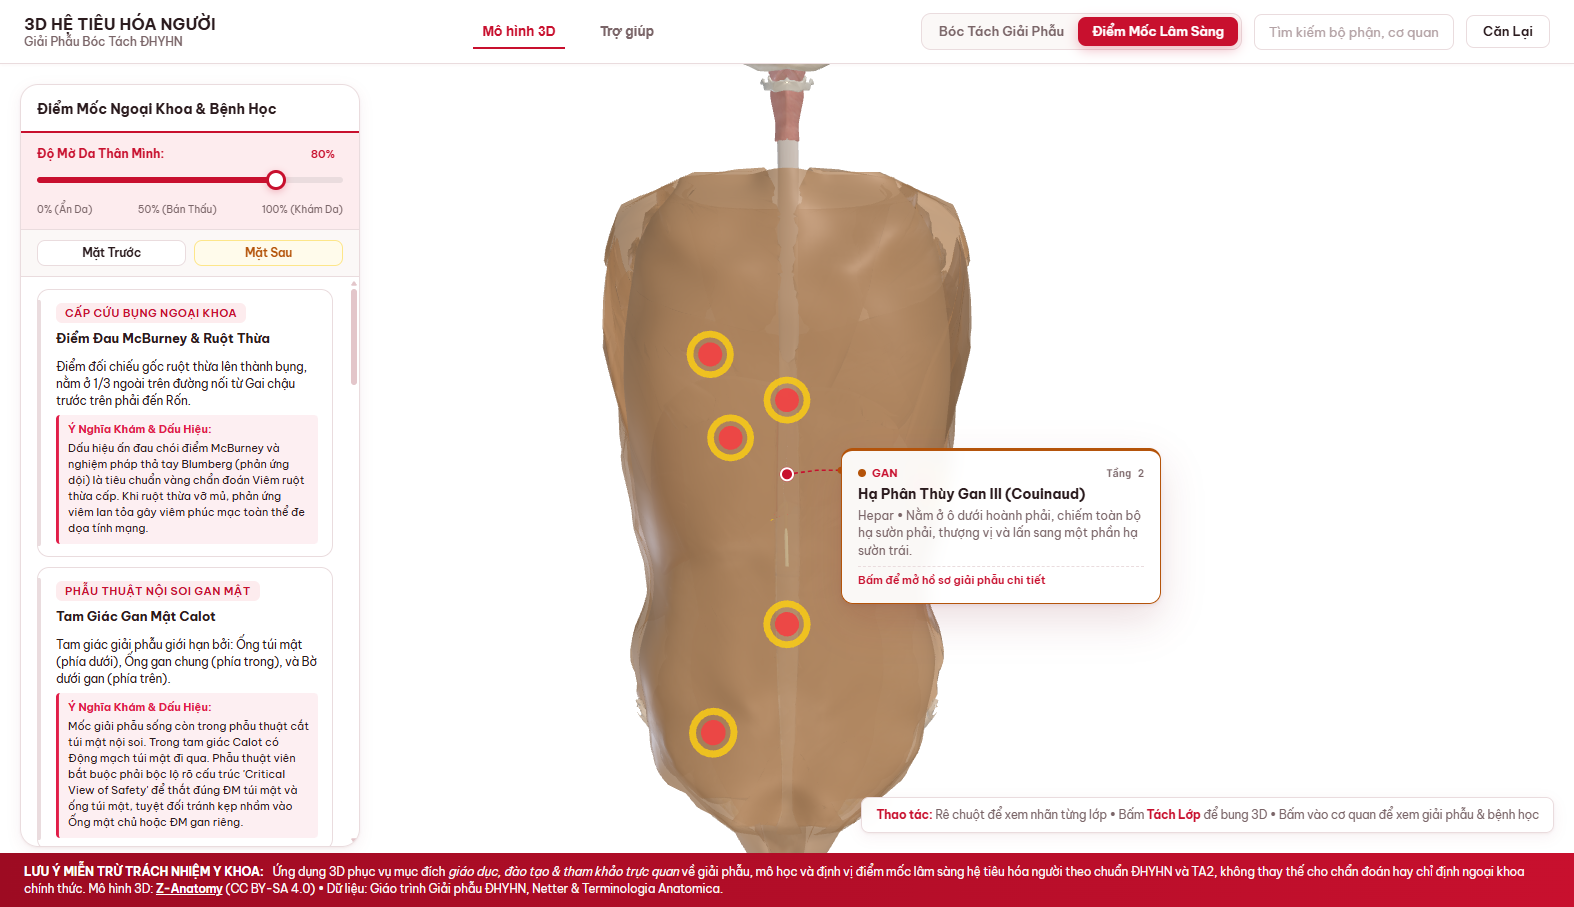 3D HỆ TIÊU HÓA NGƯỜI
Giải Phẫu Bóc Tách ĐHYHN
Mô hình 3D
Trợ giúp
Bóc Tách Giải Phẫu
Điểm Mốc Lâm Sàng
Tìm kiếm bộ phận, cơ quan
Căn Lại
Điểm Mốc Ngoại Khoa & Bệnh Học
Độ Mờ Da Thân Mình:
80%
0% (Ẩn Da)
50% (Bán Thấu)
100% (Khám Da)
Mặt Trước
Mặt Sau
CẤP CỨU BỤNG NGOẠI KHOA
Điểm Đau McBurney & Ruột Thừa
Điểm đối chiếu gốc ruột thừa lên thành bụng,
nằm ở 1/3 ngoài trên đường nối từ Gai chậu
trước trên phải đến Rốn.
Ý Nghĩa Khám & Dấu Hiệu:
Dấu hiệu ấn đau chói điểm McBurney và
nghiệm pháp thả tay Blumberg (phản ứng
dội) là tiêu chuẩn vàng chẩn đoán Viêm ruột
thừa cấp. Khi ruột thừa vỡ mủ, phản ứng
viêm lan tỏa gây viêm phúc mạc toàn thể đe
dọa tính mạng.
PHẪU THUẬT NỘI SOI GAN MẬT
Tam Giác Gan Mật Calot
Tam giác giải phẫu giới hạn bởi: Ống túi mật
(phía dưới), Ống gan chung (phía trong), và Bờ
dưới gan (phía trên).
Ý Nghĩa Khám & Dấu Hiệu:
Mốc giải phẫu sống còn trong phẫu thuật cắt
túi mật nội soi. Trong tam giác Calot có
Động mạch túi mật đi qua. Phẫu thuật viên
bắt buộc phải bộc lộ rõ cấu trúc 'Critical
View of Safety' để thắt đúng ĐM túi mật và
ống túi mật, tuyệt đối tránh kẹp nhầm vào
Ống mật chủ hoặc ĐM gan riêng.
GAN
Tầng 2
Hạ Phân Thùy Gan III (Couinaud)
Hepar • Nằm ở ô dưới hoành phải, chiếm toàn bộ
hạ sườn phải, thượng vị và lấn sang một phần hạ
sườn trái.
Bấm để mở hồ sơ giải phẫu chi tiết
Thao tác: Rê chuột để xem nhãn từng lớp • Bấm Tách Lớp để bung 3D • Bấm vào cơ quan để xem giải phẫu & bệnh học
LƯU Ý MIỄN TRỪ TRÁCH NHIỆM Y KHOA: Ứng dụng 3D phục vụ mục đích giáo dục, đào tạo & tham khảo trực quan về giải phẫu, mô học và định vị điểm mốc lâm sàng hệ tiêu hóa người theo chuẩn ĐHYHN và TA2, không thay thế cho chẩn đoán hay chỉ định ngoại khoa
chính thức. Mô hình 3D: Z-Anatomy (CC BY-SA 4.0) • Dữ liệu: Giáo trình Giải phẫu ĐHYHN, Netter & Terminologia Anatomica.